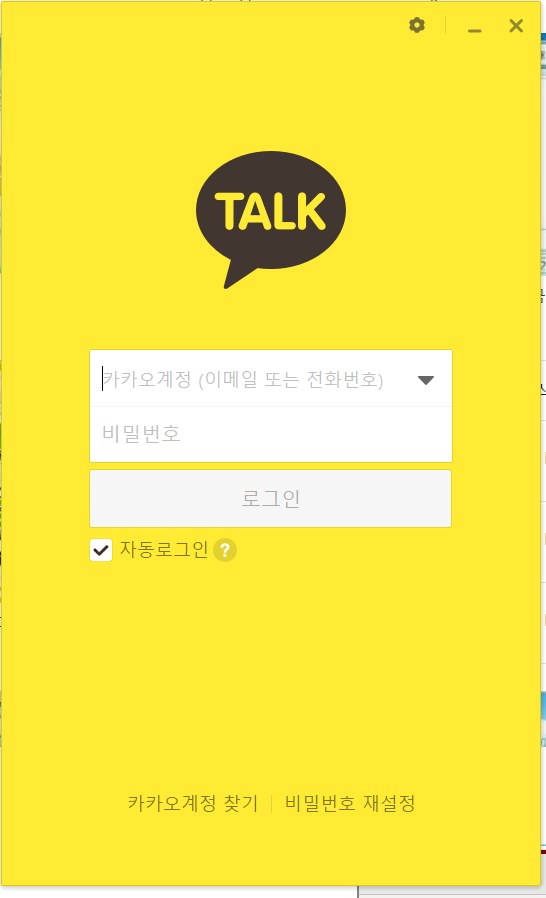 TALK
카카오계정 (이메일 또는 전화번호)
비밀번호
로그인
자동로그인 ?
카카오계정 찾기 | 비밀번호 재설정